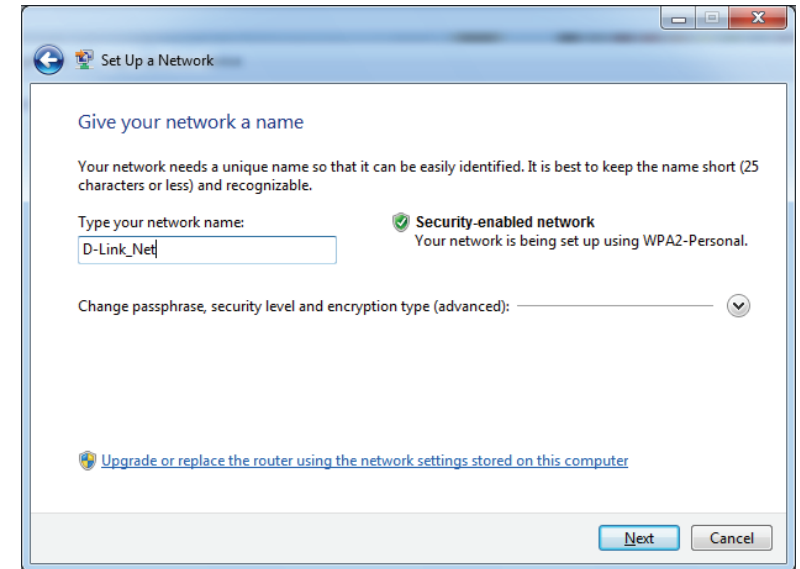 Set Up a Network
Give your network a name
Your network needs a unique name so that it can be easily identified. It is best to keep the name short (25
characters or less) and recognizable.
Type your network name:
D-Link_Net
Security-enabled network
Your network is being set up using WPA2-Personal.
Change passphrase, security level and encryption type (advanced):
Upgrade or replace the router using the network settings stored on this computer
Next
Cancel